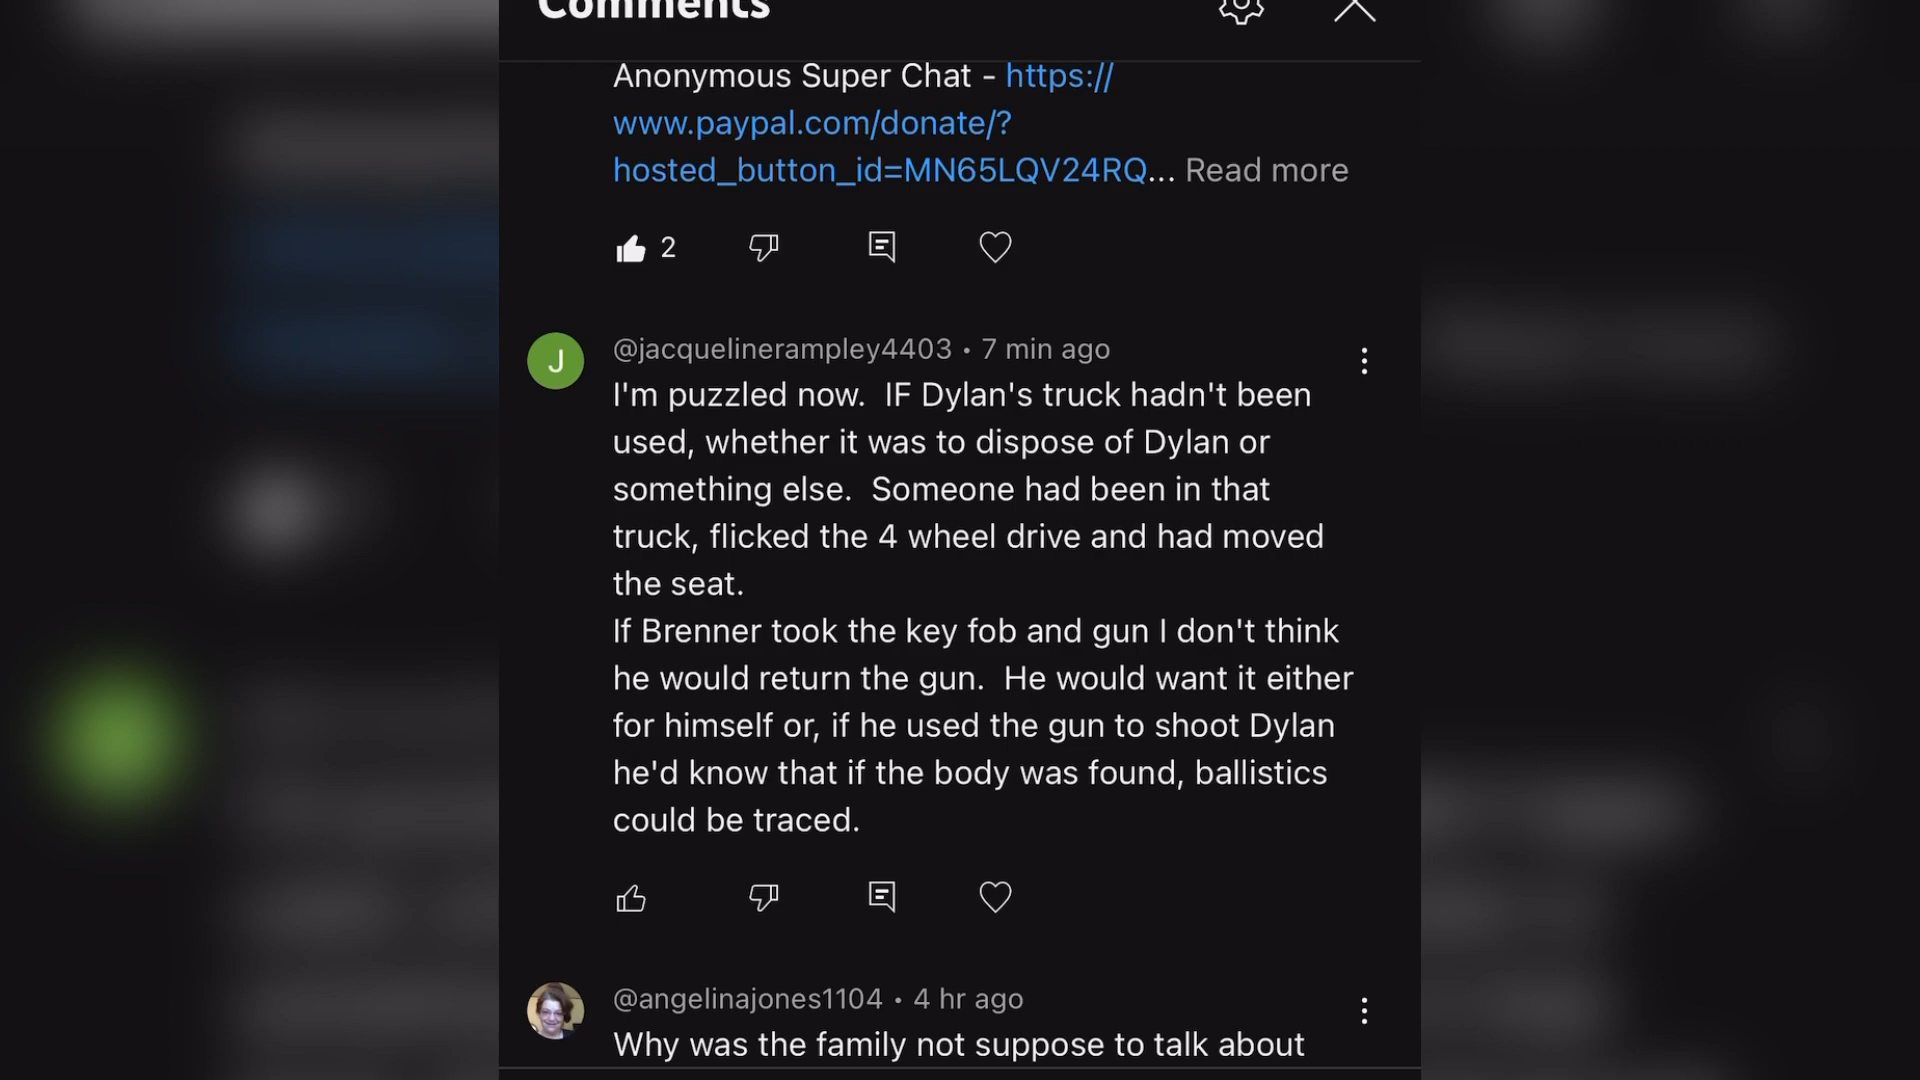 Comments
Anonymous Super Chat - https://
www.paypal.com/donate/?
hosted_button_id=MN65LQV24RQ... Read more
2
J
@jacquelinerampley4403 • 7 min ago
I'm puzzled now.  IF Dylan's truck hadn't been
used, whether it was to dispose of Dylan or
something else.  Someone had been in that
truck, flicked the 4 wheel drive and had moved
the seat.
If Brenner took the key fob and gun I don't think
he would return the gun.  He would want it either
for himself or, if he used the gun to shoot Dylan
he'd know that if the body was found, ballistics
could be traced.
@angelinajones1104 • 4 hr ago
Why was the family not suppose to talk about